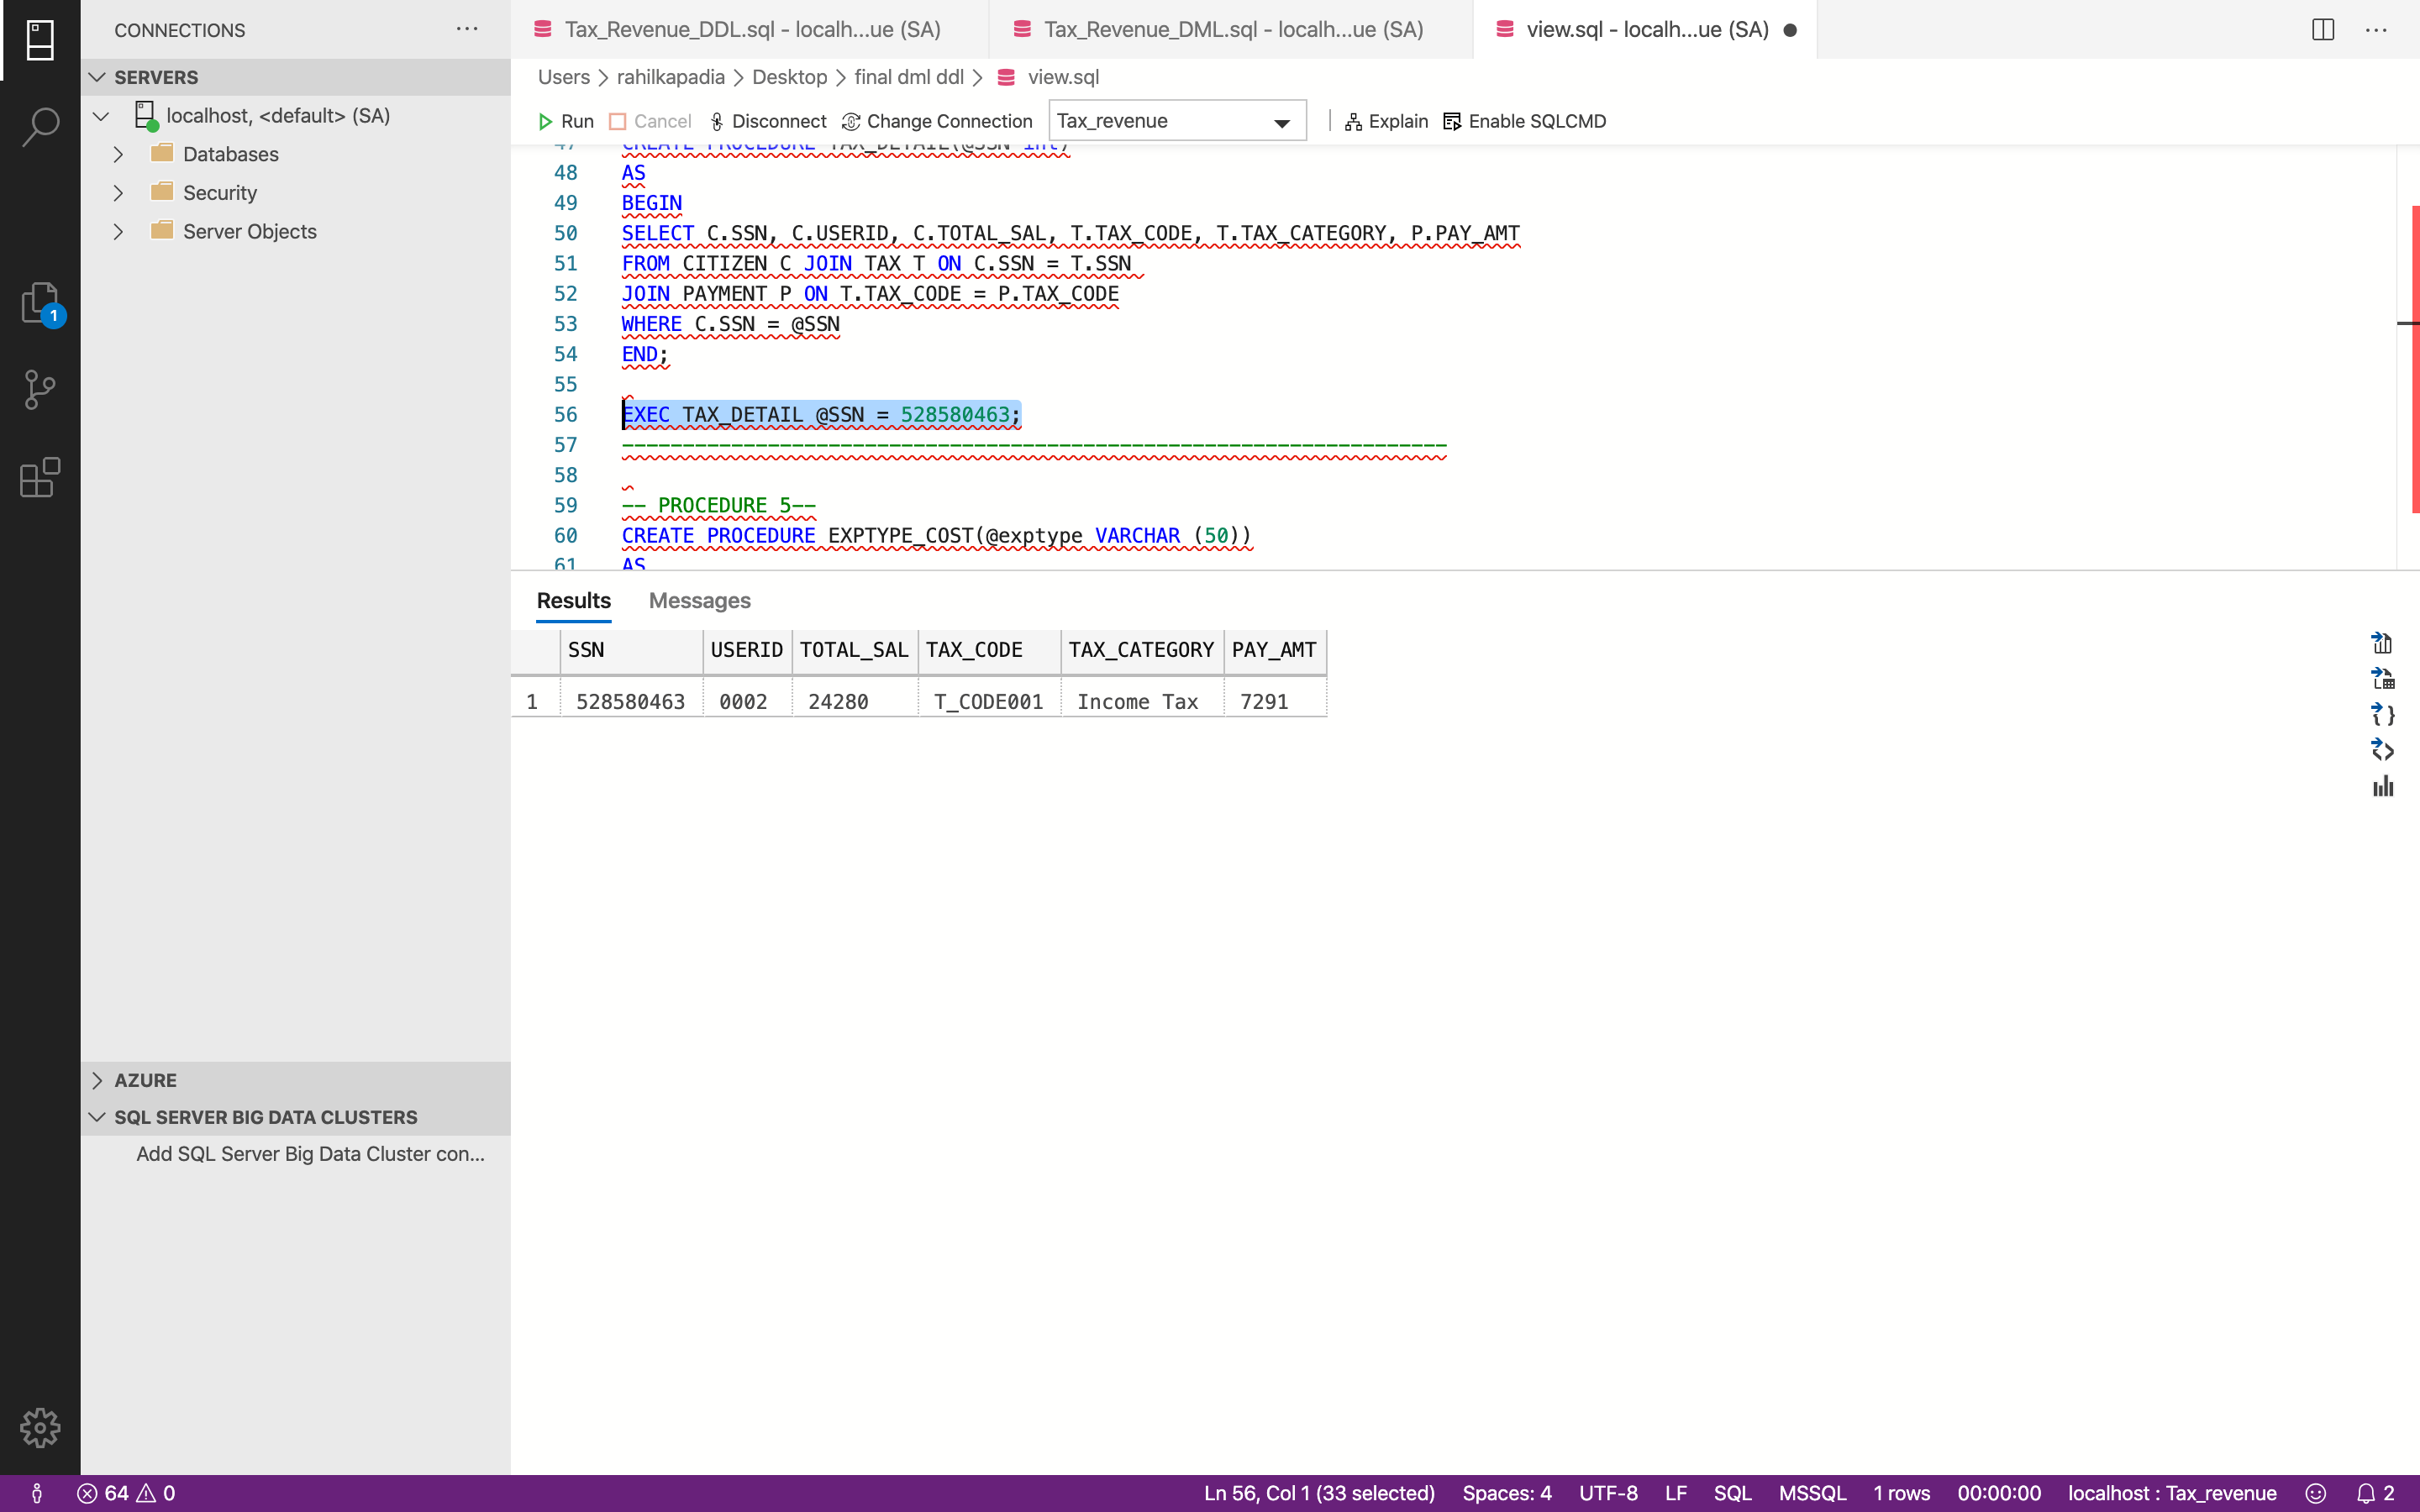 CONNECTIONS
SERVERS
localhost, <default> (SA)
Databases
Security
Server Objects
AZURE
SQL SERVER BIG DATA CLUSTERS
Add SQL Server Big Data Cluster con...
1
Tax_Revenue_DDL.sql - localh...ue (SA)
Tax_Revenue_DML.sql - localh...ue (SA)
view.sql - localh...ue (SA)
Users > rahilkapadia > Desktop > final dml ddl > view.sql
Run Cancel Disconnect Change Connection Tax_revenue Explain Enable SQLCMD
47 CREATE PROCEDURE TAX_DETAIL(@SSN int)
48 AS
49 BEGIN
50 SELECT C.SSN, C.USERID, C.TOTAL_SAL, T.TAX_CODE, T.TAX_CATEGORY, P.PAY_AMT
51 FROM CITIZEN C JOIN TAX T ON C.SSN = T.SSN
52 JOIN PAYMENT P ON T.TAX_CODE = P.TAX_CODE
53 WHERE C.SSN = @SSN
54 END;
55
56 EXEC TAX_DETAIL @SSN = 528580463;
57 --------------------------------------------------------------------
58
59 -- PROCEDURE 5--
60 CREATE PROCEDURE EXPTYPE_COST(@exptype VARCHAR (50))
61 AS
Results Messages
SSN USERID TOTAL_SAL TAX_CODE TAX_CATEGORY PAY_AMT
1 528580463 0002 24280 T_CODE001 Income Tax 7291
64 0 Ln 56, Col 1 (33 selected) Spaces: 4 UTF-8 LF SQL MSSQL 1 rows 00:00:00 localhost : Tax_revenue 2